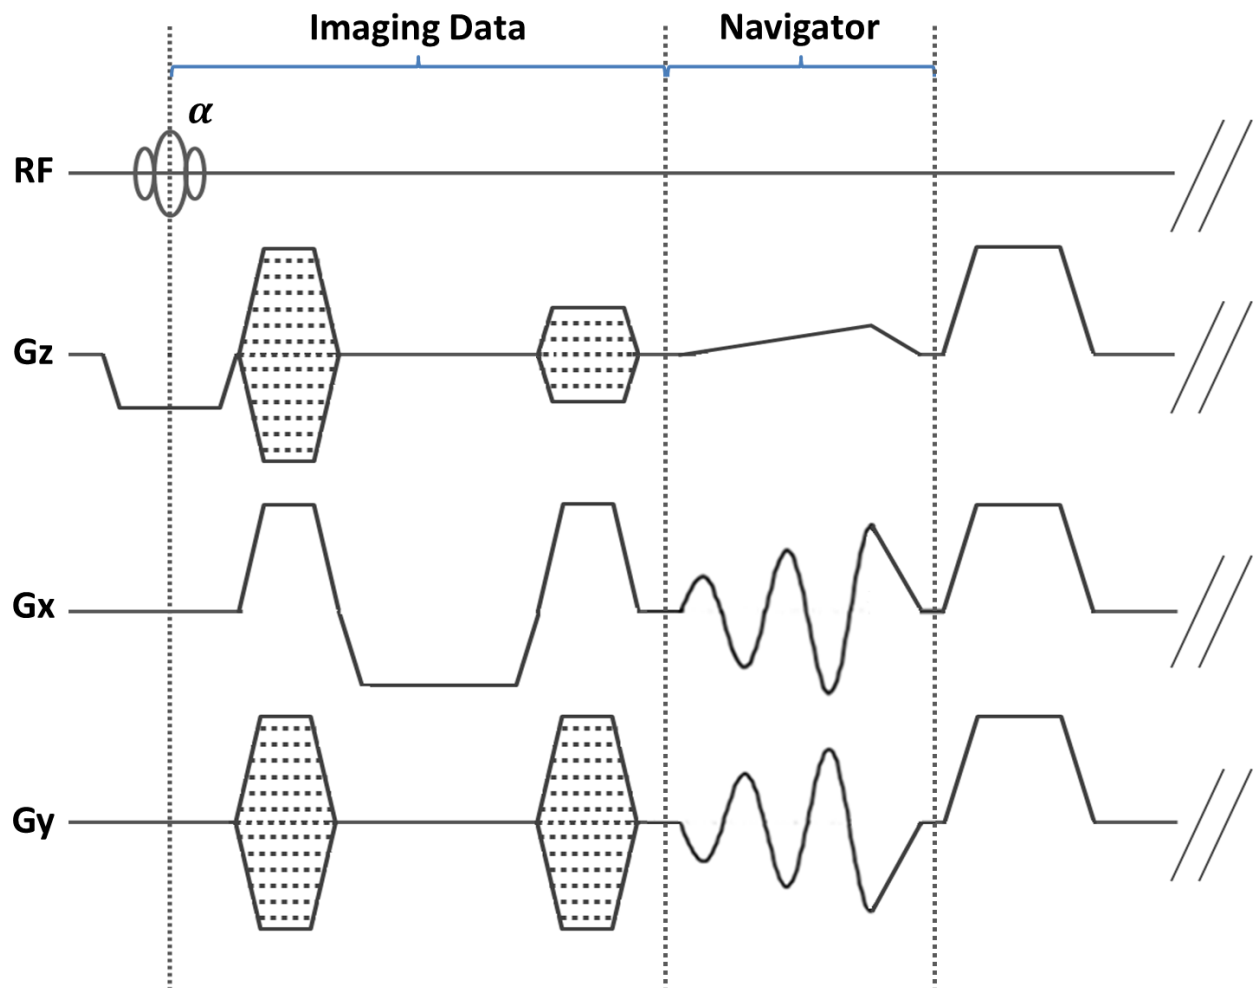 Imaging Data
Navigator
α
RF
Gz
Gx
Gy